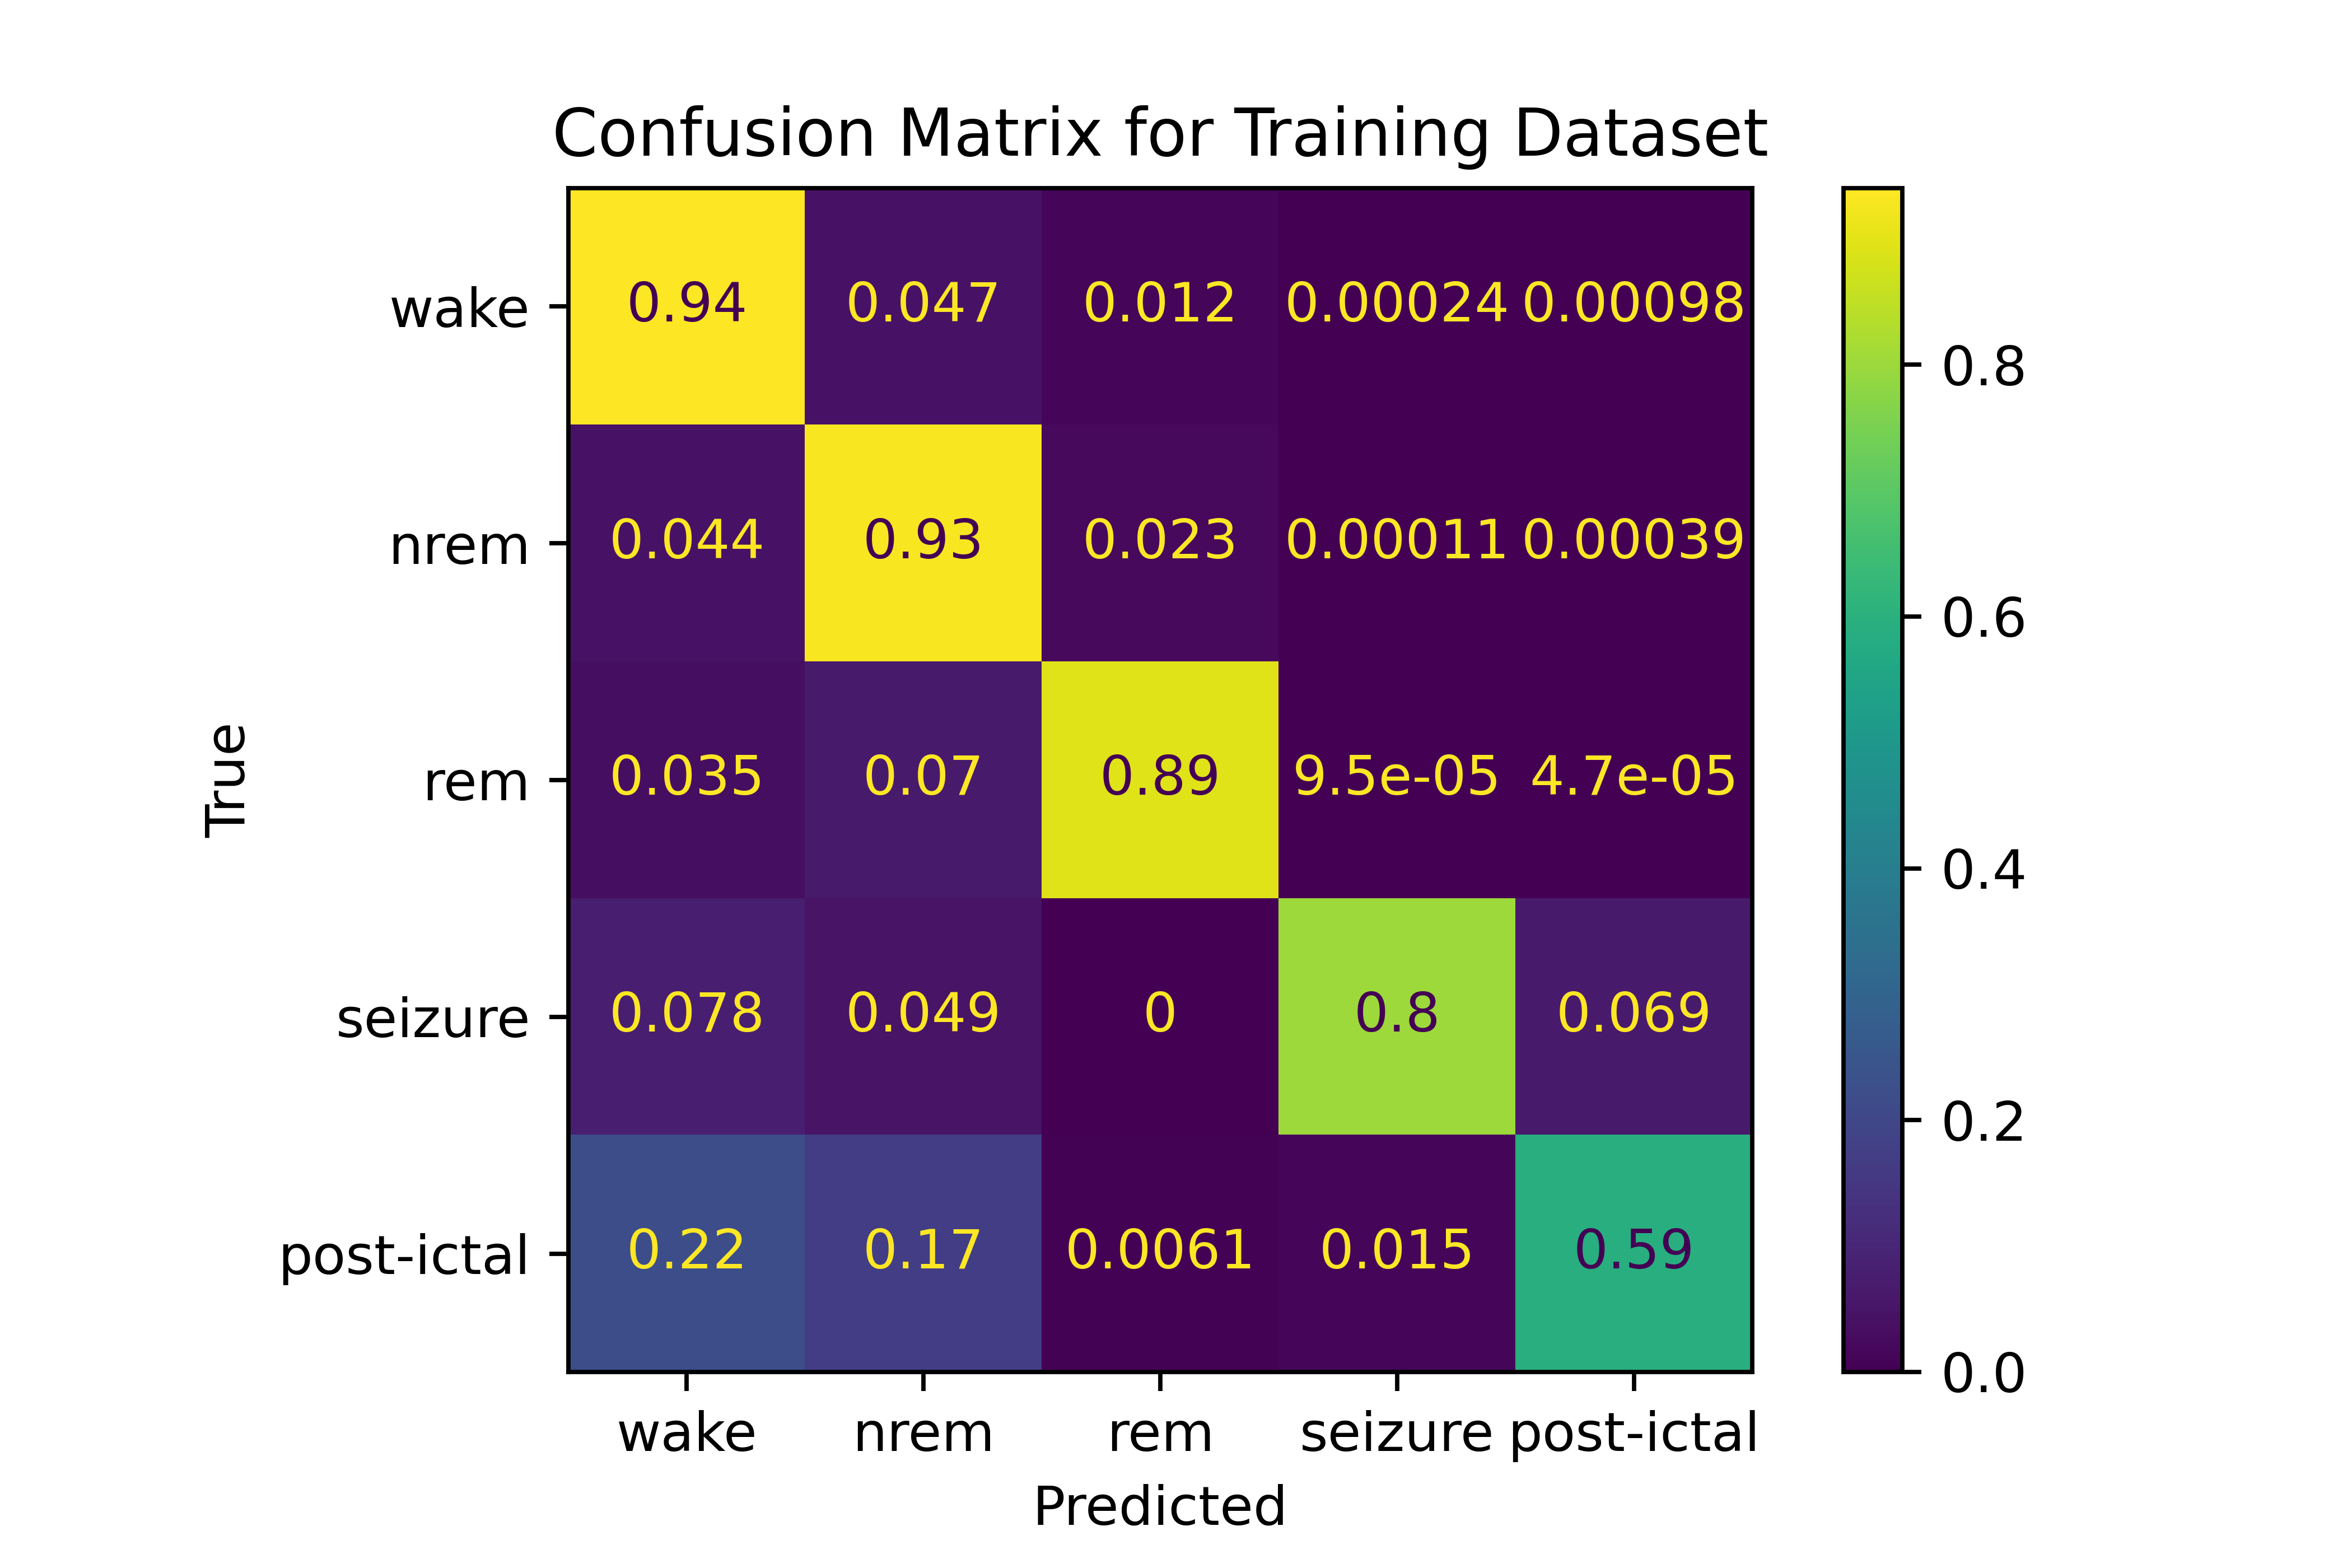 Confusion Matrix for Training Dataset
wake 0.94 0.047 0.012 0.00024 0.00098
nrem 0.044 0.93 0.023 0.00011 0.00039
rem 0.035 0.07 0.89 9.5e-05 4.7e-05
seizure 0.078 0.049 0 0.8 0.069
post-ictal 0.22 0.17 0.0061 0.015 0.59
True
wake nrem rem seizure post-ictal
Predicted
0.8
0.6
0.4
0.2
0.0